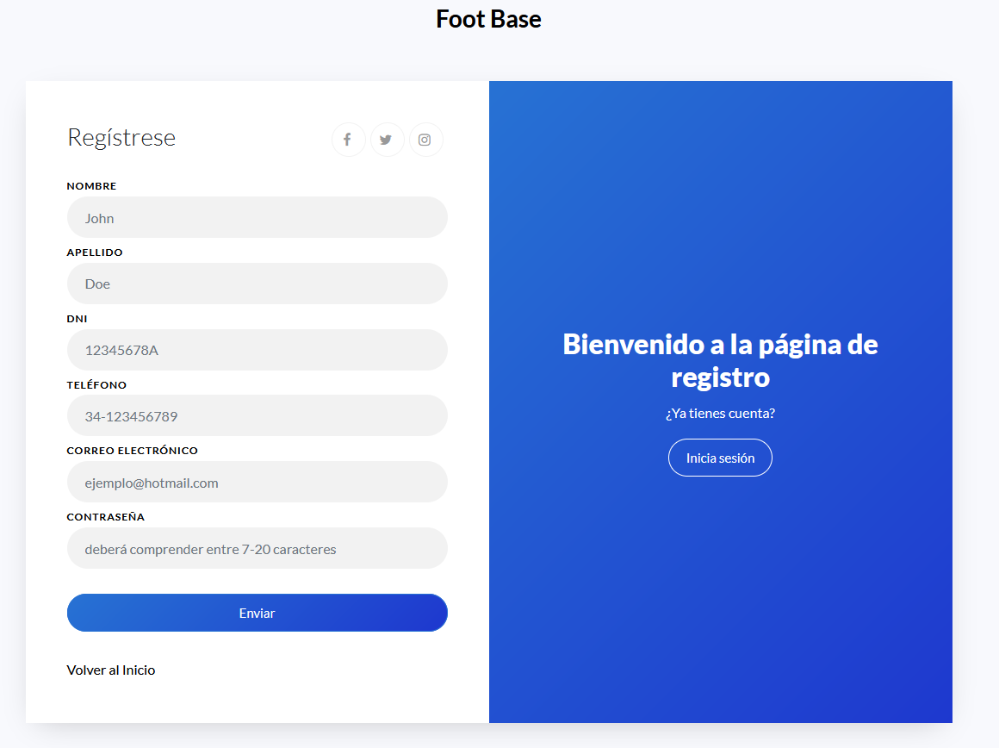 Foot Base
Regístrese
NOMBRE
John
APELLIDO
Doe
DNI
12345678A
TELÉFONO
34-123456789
CORREO ELECTRÓNICO
ejemplo@hotmail.com
CONTRASEÑA
deberá comprender entre 7-20 caracteres
Enviar
Volver al Inicio
Bienvenido a la página de
registro
¿Ya tienes cuenta?
Inicia sesión